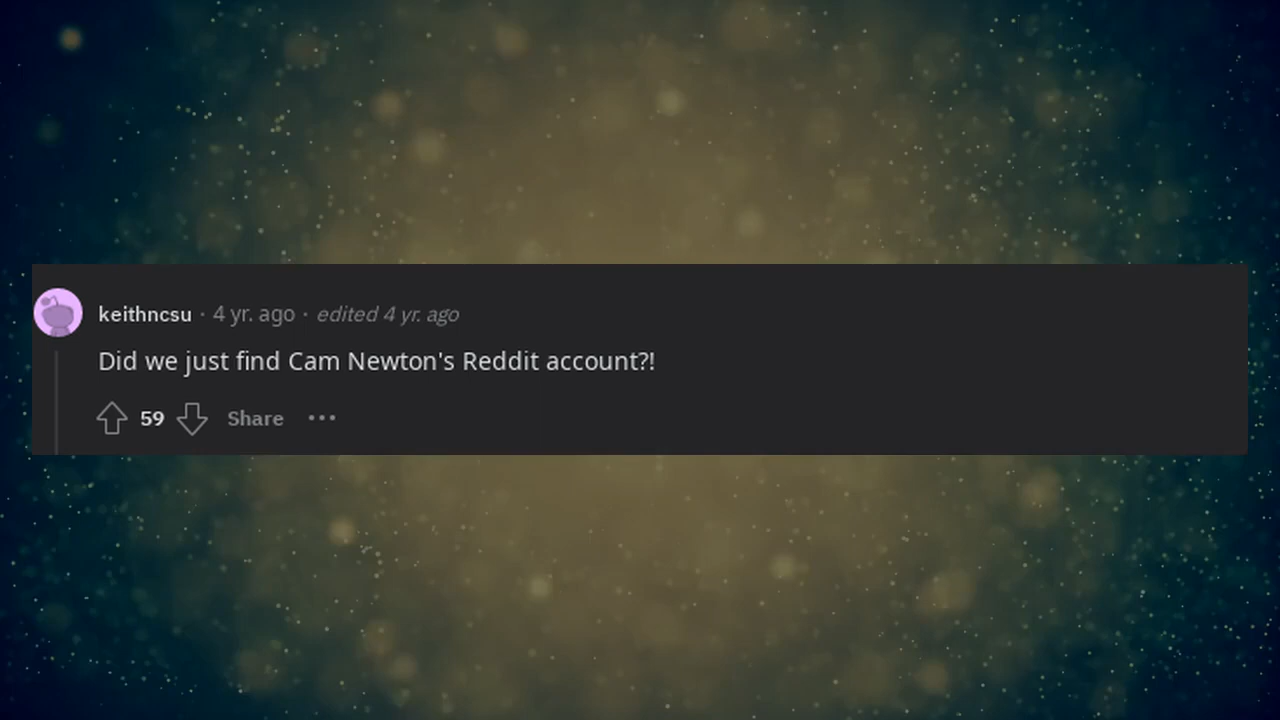 keithncsu · 4 yr. ago · edited 4 yr. ago
Did we just find Cam Newton's Reddit account?!
59 Share ···